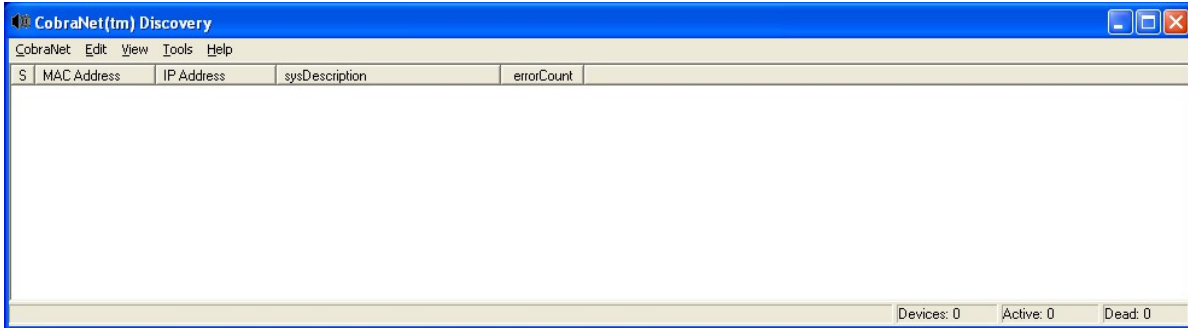 CobraNet(tm) Discovery
CobraNet Edit View Tools Help
S MAC Address IP Address sysDescription errorCount
Devices: 0 Active: 0 Dead: 0